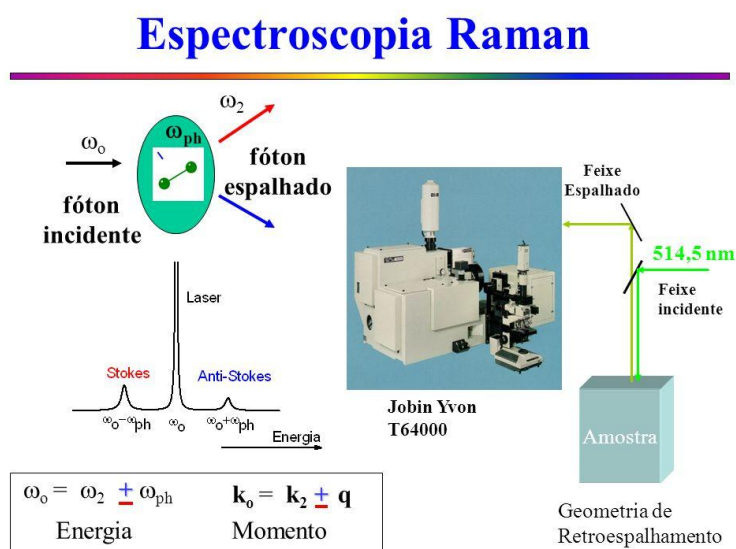 Espectroscopia Raman
ω₂
ωₒ
ωph
fóton
incidente
fóton
espalhado
Laser
Stokes
Anti-Stokes
ωₒ−ωph
ωₒ
ωₒ+ωph
Energia
Jobin Yvon
T64000
Feixe
Espalhado
514,5 nm
Feixe
incidente
Amostra
Geometria de
Retroespalhamento
ωₒ = ω₂ ± ωph
kₒ = k₂ ± q
Energia
Momento